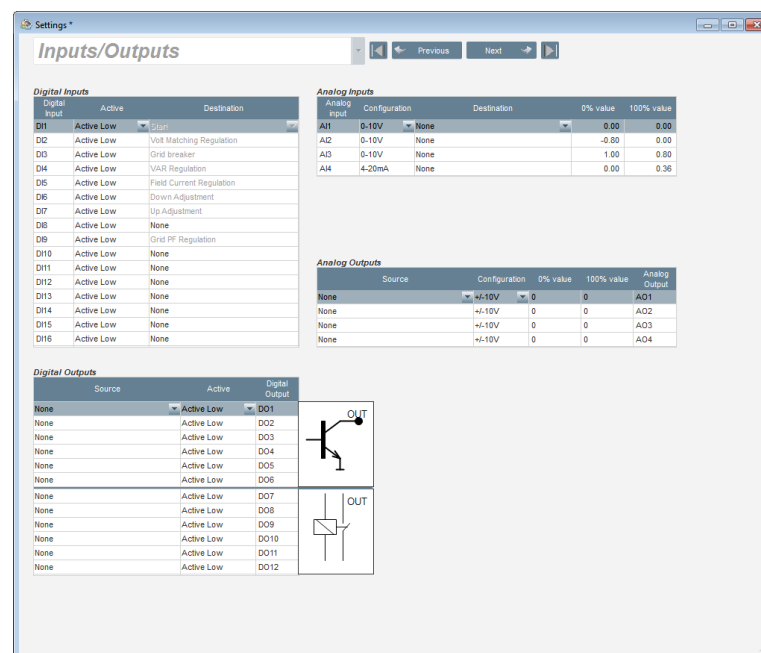 Settings *
Inputs/Outputs
Previous
Next
Digital Inputs
Digital Input Active Destination
DI1 Active Low Start
DI2 Active Low Volt Matching Regulation
DI3 Active Low Grid breaker
DI4 Active Low VAR Regulation
DI5 Active Low Field Current Regulation
DI6 Active Low Down Adjustment
DI7 Active Low Up Adjustment
DI8 Active Low None
DI9 Active Low Grid PF Regulation
DI10 Active Low None
DI11 Active Low None
DI12 Active Low None
DI13 Active Low None
DI14 Active Low None
DI15 Active Low None
DI16 Active Low None
Analog Inputs
Analog input Configuration Destination 0% value 100% value
AI1 0-10V None 0.00 0.00
AI2 0-10V None -0.80 0.00
AI3 0-10V None 1.00 0.80
AI4 4-20mA None 0.00 0.36
Analog Outputs
Source Configuration 0% value 100% value Analog Output
None +/-10V 0 0 AO1
None +/-10V 0 0 AO2
None +/-10V 0 0 AO3
None +/-10V 0 0 AO4
Digital Outputs
Source Active Digital Output
None Active Low DO1
None Active Low DO2
None Active Low DO3
None Active Low DO4
None Active Low DO5
None Active Low DO6
None Active Low DO7
None Active Low DO8
None Active Low DO9
None Active Low DO10
None Active Low DO11
None Active Low DO12
OUT
OUT